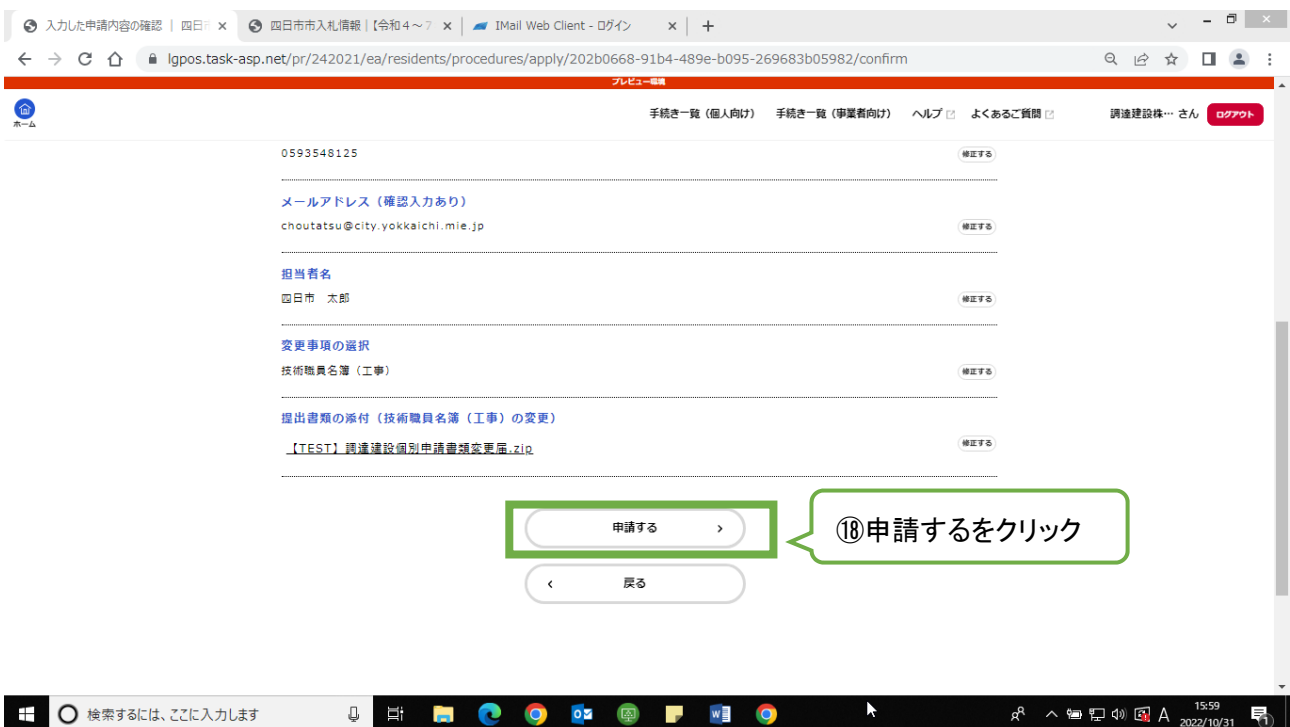 入力した申請内容の確認 | 四日市
四日市市入札情報|【令和４～７
IMail Web Client - ログイン
lgpos.task-asp.net/pr/242021/ea/residents/procedures/apply/202b0668-91b4-489e-b095-269683b05982/confirm
プレビュー環境
ホーム
手続き一覧（個人向け） 手続き一覧（事業者向け） ヘルプ よくあるご質問 調達建設株… さん ログアウト
0593548125 修正する
メールアドレス（確認入力あり）
choutatsu@city.yokkaichi.mie.jp 修正する
担当者名
四日市　太郎 修正する
変更事項の選択
技術職員名簿（工事） 修正する
提出書類の添付（技術職員名簿（工事）の変更）
【TEST】調達建設個別申請書類変更届.zip 修正する
申請する
⑱申請するをクリック
戻る
検索するには、ここに入力します
A
15:59
2022/10/31